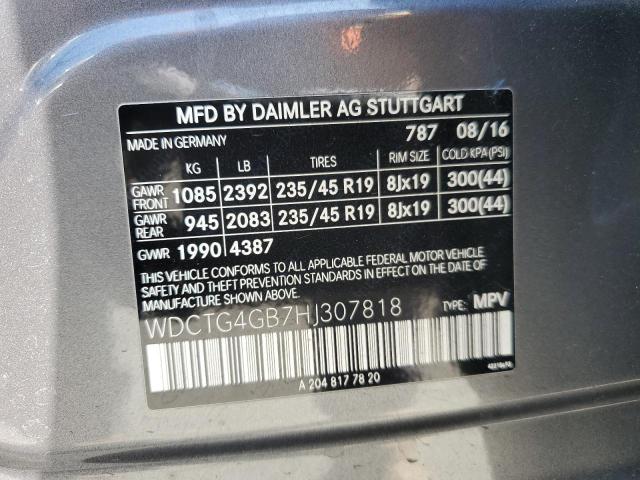 MFD BY DAIMLER AG STUTTGART
MADE IN GERMANY 787 08/16
KG LB TIRES RIM SIZE COLD KPA (PSI)
GAWR FRONT 1085 2392 235/45 R19 8Jx19 300(44)
GAWR REAR 945 2083 235/45 R19 8Jx19 300(44)
GVWR 1990 4387
THIS VEHICLE CONFORMS TO ALL APPLICABLE FEDERAL MOTOR VEHICLE
SAFETY AND THEFT PREVENTION STANDARDS IN EFFECT ON THE DATE OF
MANUFACTURE SHOWN ABOVE.
WDCTG4GB7HJ307818 TYPE: MPV
A 204 817 78 20